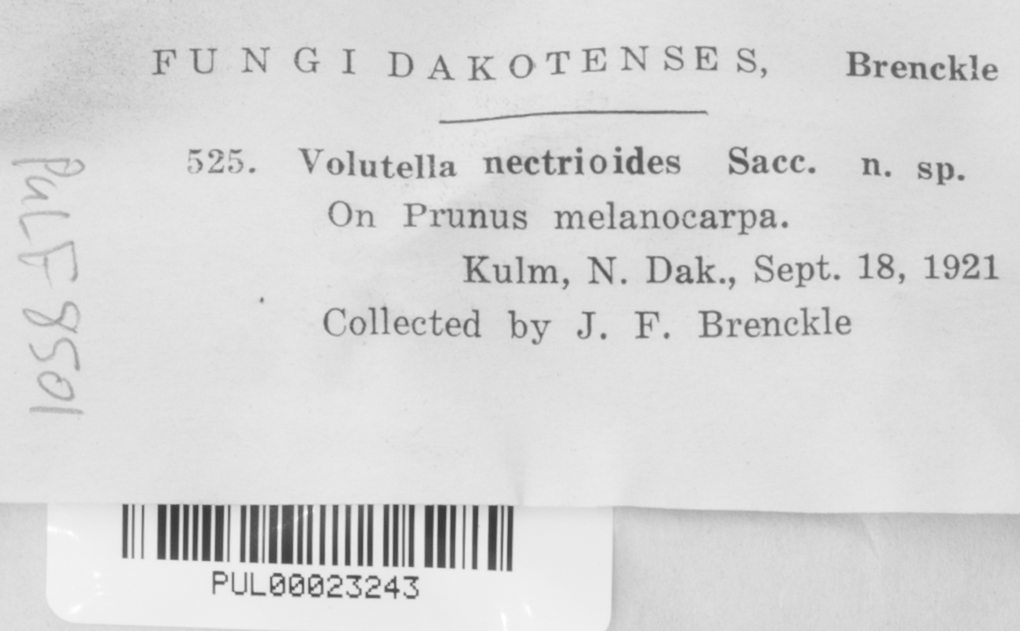 FUNGI DAKOTENSES, Brenckle
525. Volutella nectrioides Sacc. n. sp.
On Prunus melanocarpa.
Kulm, N. Dak., Sept. 18, 1921
Collected by J. F. Brenckle
PUL F 8501
PUL00023243